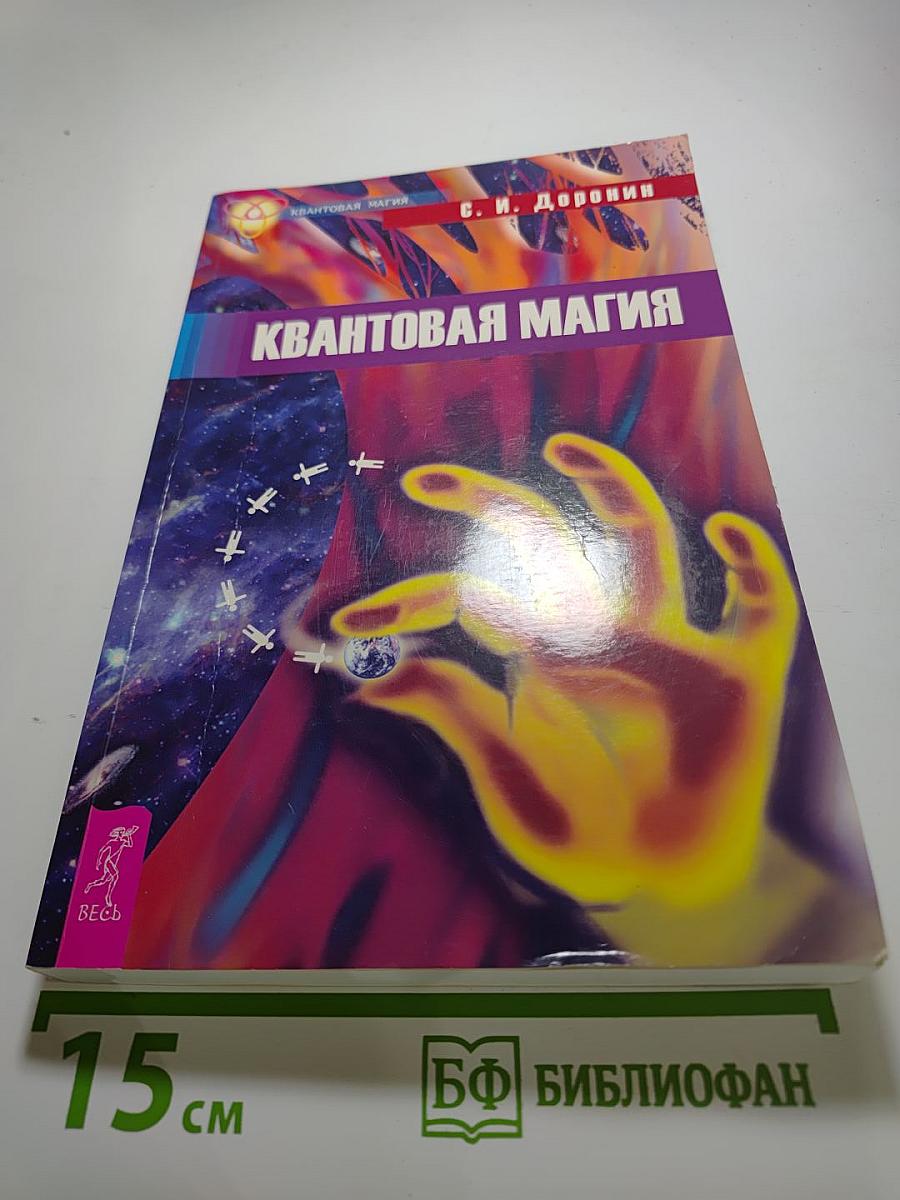 КВАНТОВАЯ МАГИЯ
С. И. Доронин
КВАНТОВАЯ МАГИЯ
ВЕСЬ
15 см
БФ БИБЛИОФАН